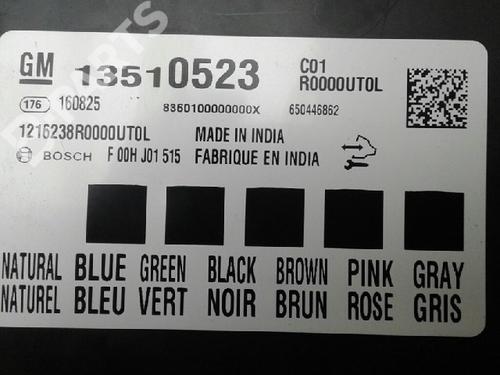 GM 13510523 C01
R0000UTOL
176 160825 8360100000000X 650446862
1216238R0000UTOL MADE IN INDIA
BOSCH F 00H J01 515 FABRIQUE EN INDIA
NATURAL BLUE GREEN BLACK BROWN PINK GRAY
NATUREL BLEU VERT NOIR BRUN ROSE GRIS